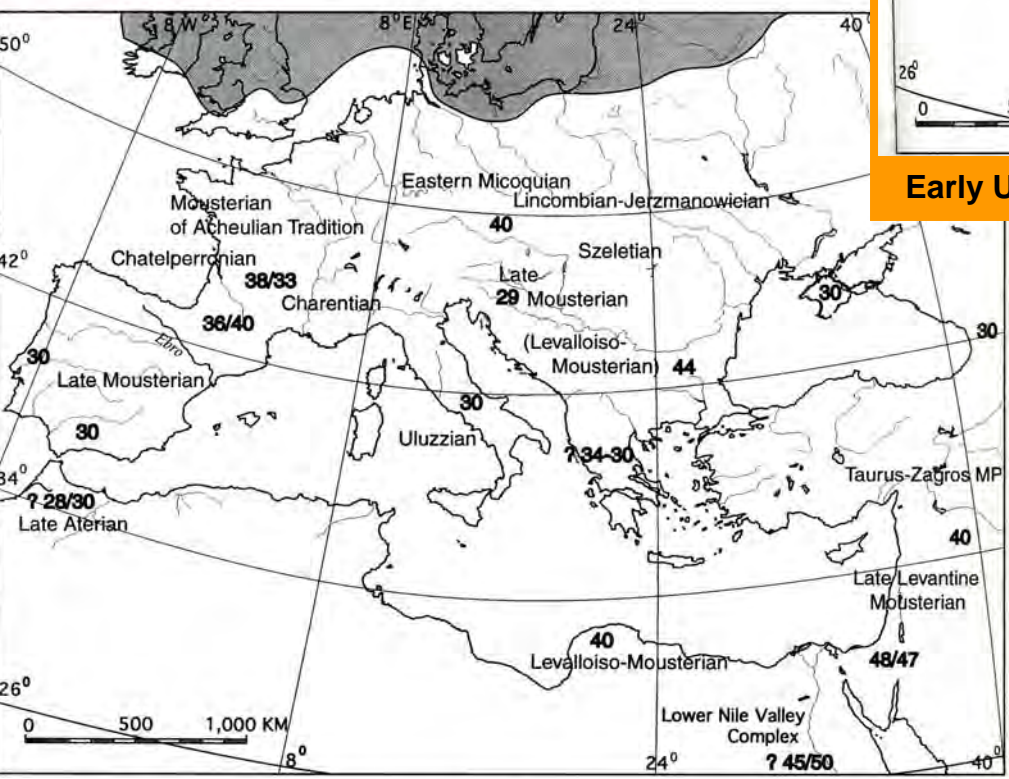 8° W
8° E
24°
40°
50°
26°
0
Early U
Eastern Micoquian
Lincombian-Jerzmanowician
Mousterian
of Acheulian Tradition
40
Chatelperronian
Szeletian
42°
38/33
Late
Charentian
29 Mousterian
30
36/40
30
Ebro
(Levalloiso-
Mousterian)
44
30
Late Mousterian
30
30
Uluzzian
? 34-30
34°
Taurus-Zagros MP
? 28/30
Late Aterian
40
Late Levantine
Mousterian
40
Levalloiso-Mousterian
48/47
26°
0 500 1,000 KM
Lower Nile Valley
Complex
8°
24°
? 45/50
40°